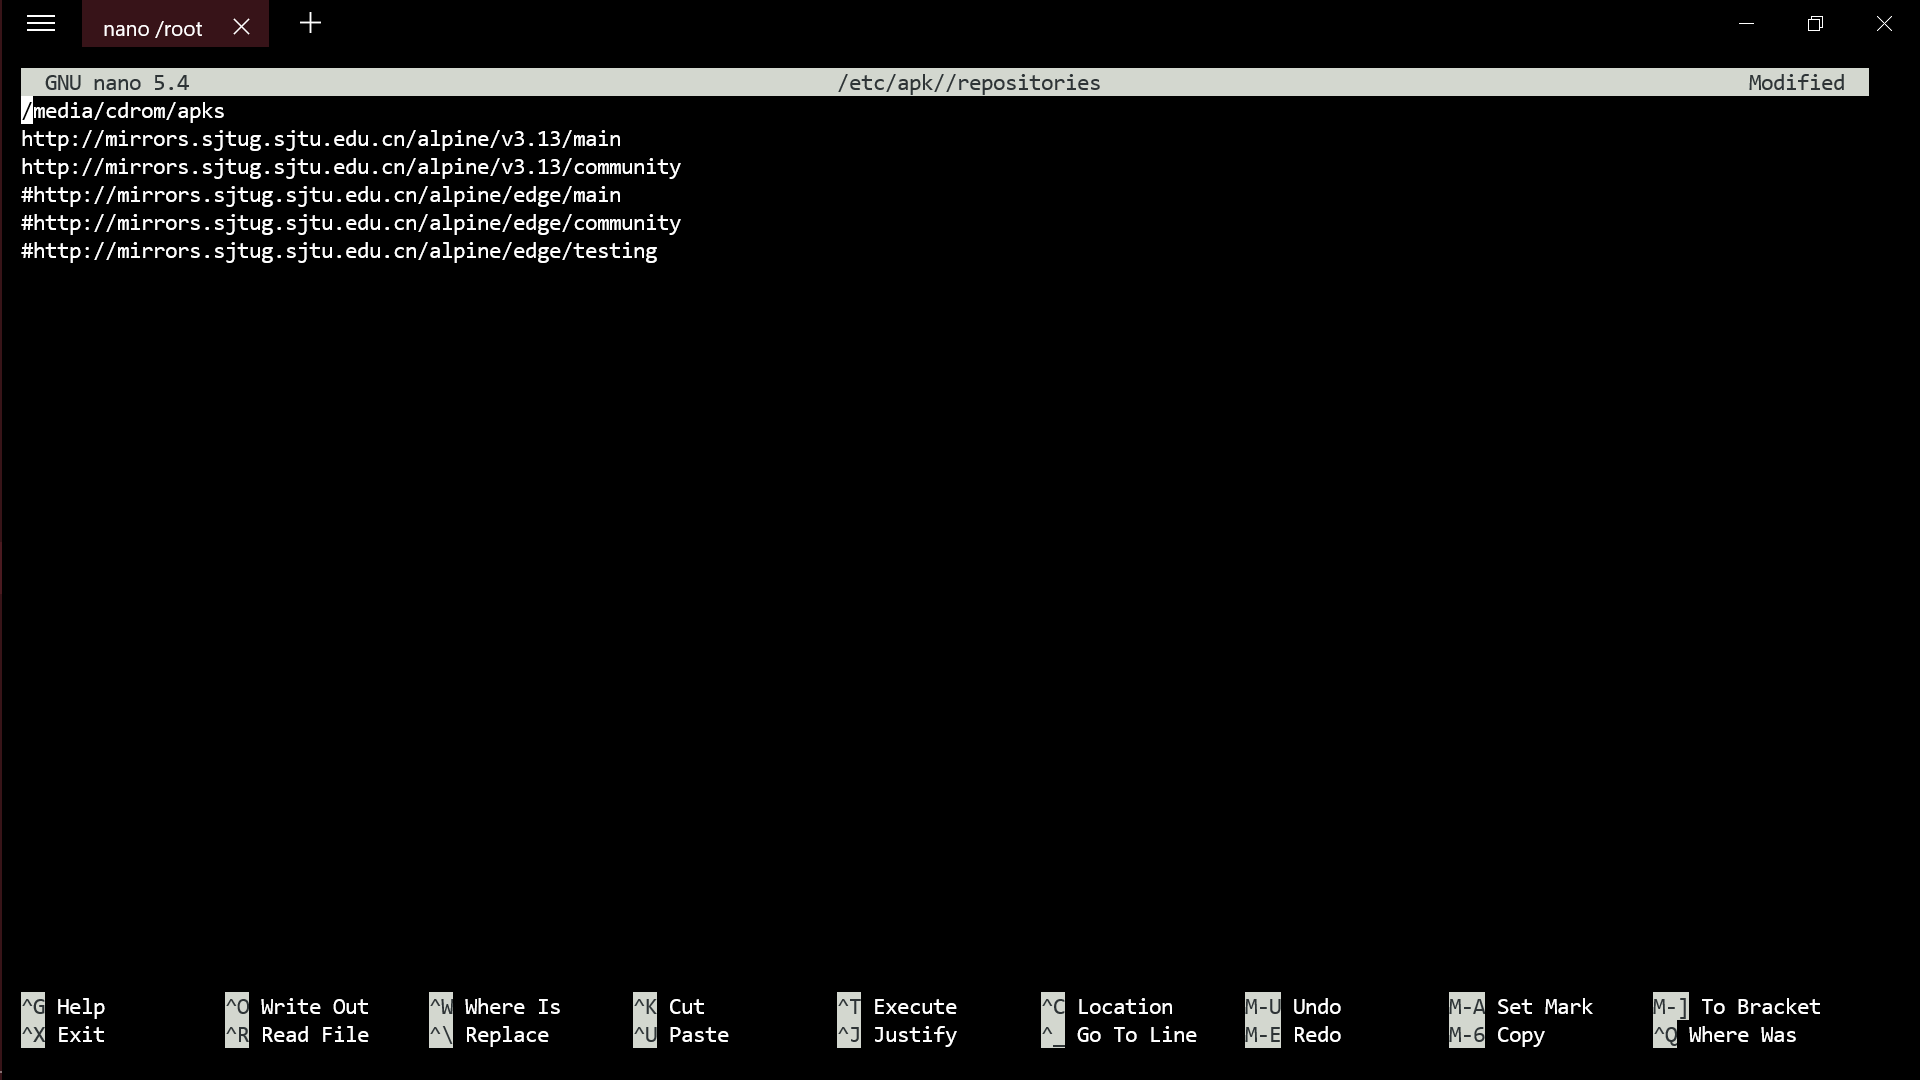 nano /root
GNU nano 5.4 /etc/apk//repositories Modified
/media/cdrom/apks
http://mirrors.sjtug.sjtu.edu.cn/alpine/v3.13/main
http://mirrors.sjtug.sjtu.edu.cn/alpine/v3.13/community
#http://mirrors.sjtug.sjtu.edu.cn/alpine/edge/main
#http://mirrors.sjtug.sjtu.edu.cn/alpine/edge/community
#http://mirrors.sjtug.sjtu.edu.cn/alpine/edge/testing
^G Help ^O Write Out ^W Where Is ^K Cut ^T Execute ^C Location M-U Undo M-A Set Mark M-] To Bracket
^X Exit ^R Read File ^\ Replace ^U Paste ^J Justify ^_ Go To Line M-E Redo M-6 Copy ^Q Where Was